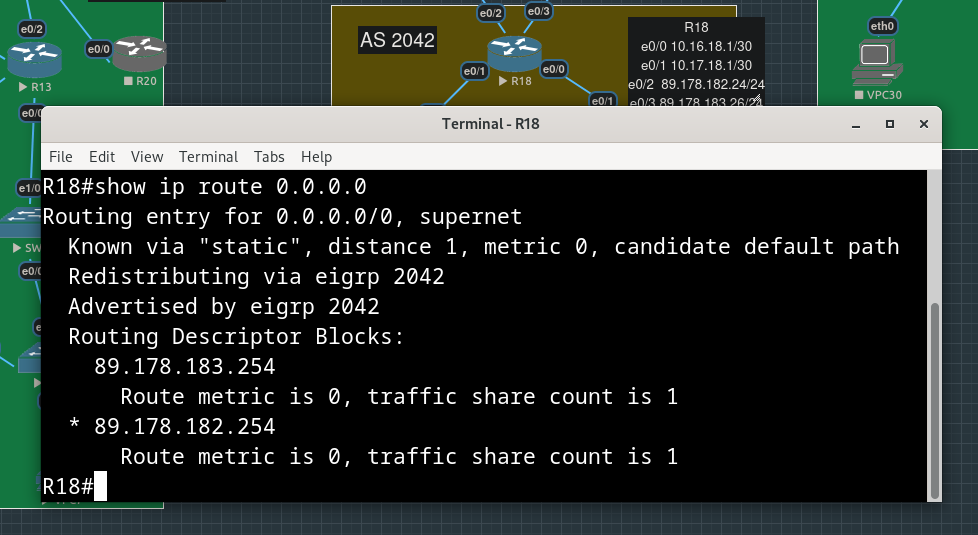 e0/2
e0/0
R13
R20
e0/2
e0/3
AS 2042
e0/1
e0/0
R18
e0/1
R18
e0/0 10.16.18.1/30
e0/1 10.17.18.1/30
e0/2 89.178.182.24/24
e0/3 89.178.183.26/24
eth0
VPC30
Terminal - R18
File Edit View Terminal Tabs Help
R18#show ip route 0.0.0.0
Routing entry for 0.0.0.0/0, supernet
Known via "static", distance 1, metric 0, candidate default path
Redistributing via eigrp 2042
Advertised by eigrp 2042
Routing Descriptor Blocks:
89.178.183.254
Route metric is 0, traffic share count is 1
* 89.178.182.254
Route metric is 0, traffic share count is 1
R18#
e1/0
SW